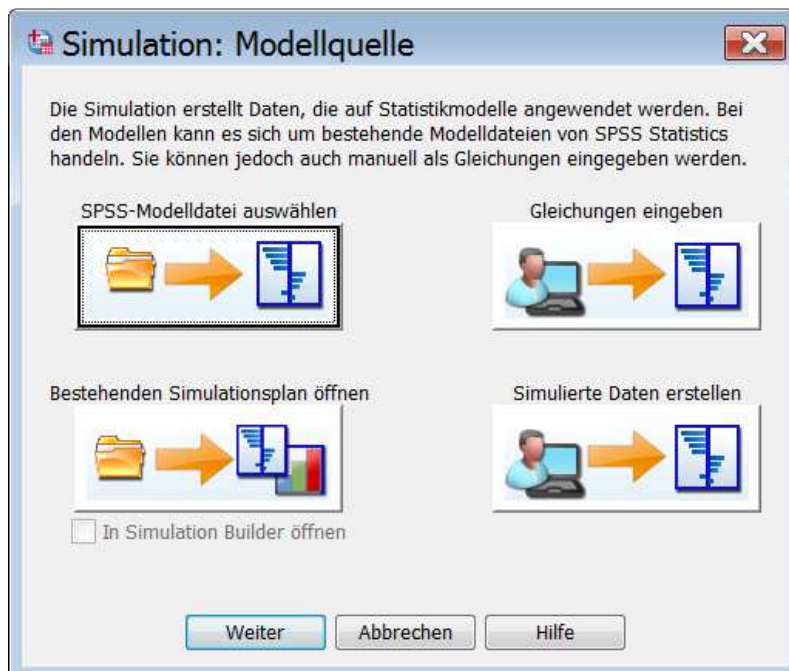 Simulation: Modellquelle
Die Simulation erstellt Daten, die auf Statistikmodelle angewendet werden. Bei
den Modellen kann es sich um bestehende Modelldateien von SPSS Statistics
handeln. Sie können jedoch auch manuell als Gleichungen eingegeben werden.
SPSS-Modelldatei auswählen
Gleichungen eingeben
Bestehenden Simulationsplan öffnen
Simulierte Daten erstellen
In Simulation Builder öffnen
Weiter
Abbrechen
Hilfe